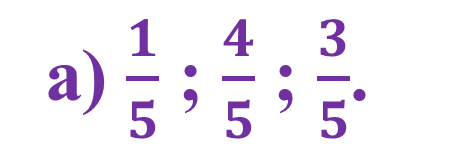 a) 1/5 ; 4/5 ; 3/5.